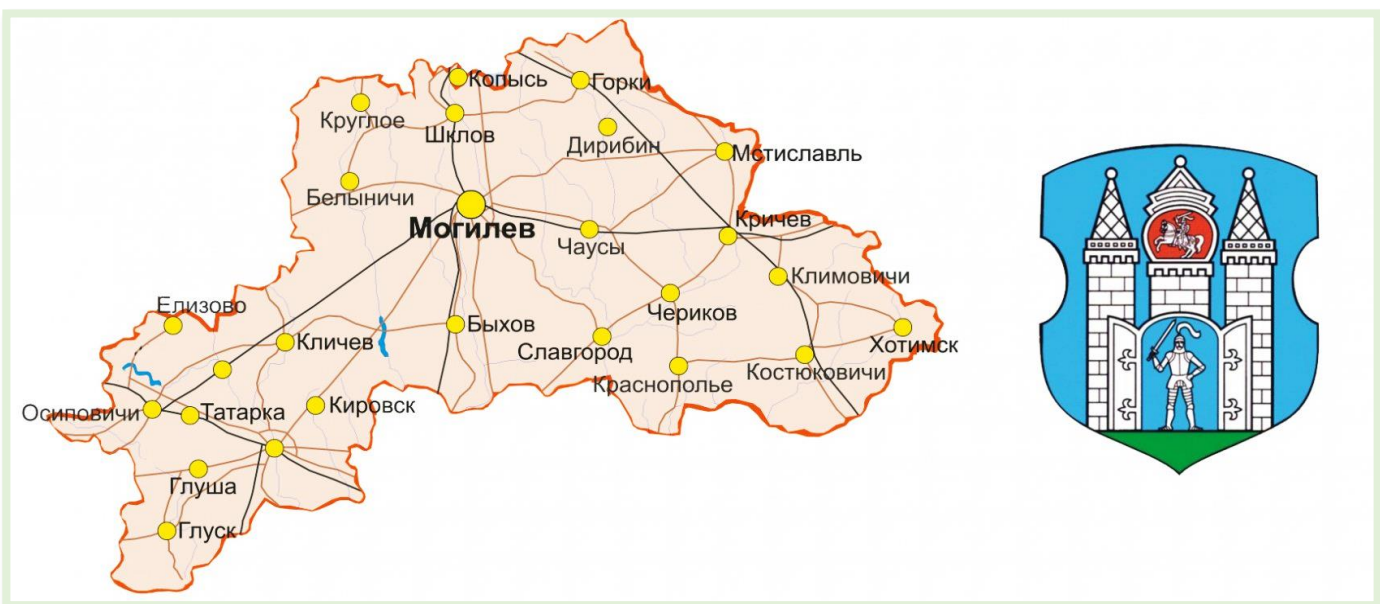 Копысь
Горки
Круглое
Шклов
Дирибин
Мстиславль
Белыничи
Могилев
Кричев
Чаусы
Климовичи
Елизово
Чериков
Кличев
Быхов
Славгород
Хотимск
Краснополье
Костюковичи
Осиповичи
Татарка
Кировск
Глуша
Глуск